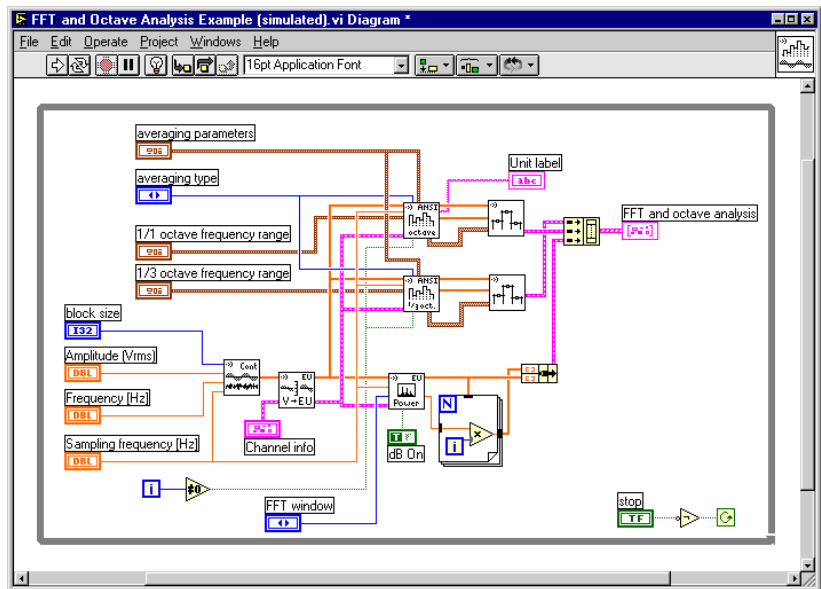 FFT and Octave Analysis Example (simulated).vi Diagram *
File Edit Operate Project Windows Help
16pt Application Font
averaging parameters
averaging type
Unit label
abc
ANSI
octave
FFT and octave analysis
1/1 octave frequency range
1/3 octave frequency range
ANSI
1/3oct.
block size
I32
Amplitude (Vrms)
DBL
Cont
EU
V→EU
EU
Power
Frequency [Hz]
DBL
N
i
×
Channel info
TF
dB On
Sampling frequency [Hz]
DBL
i
≠0
FFT window
stop
TF